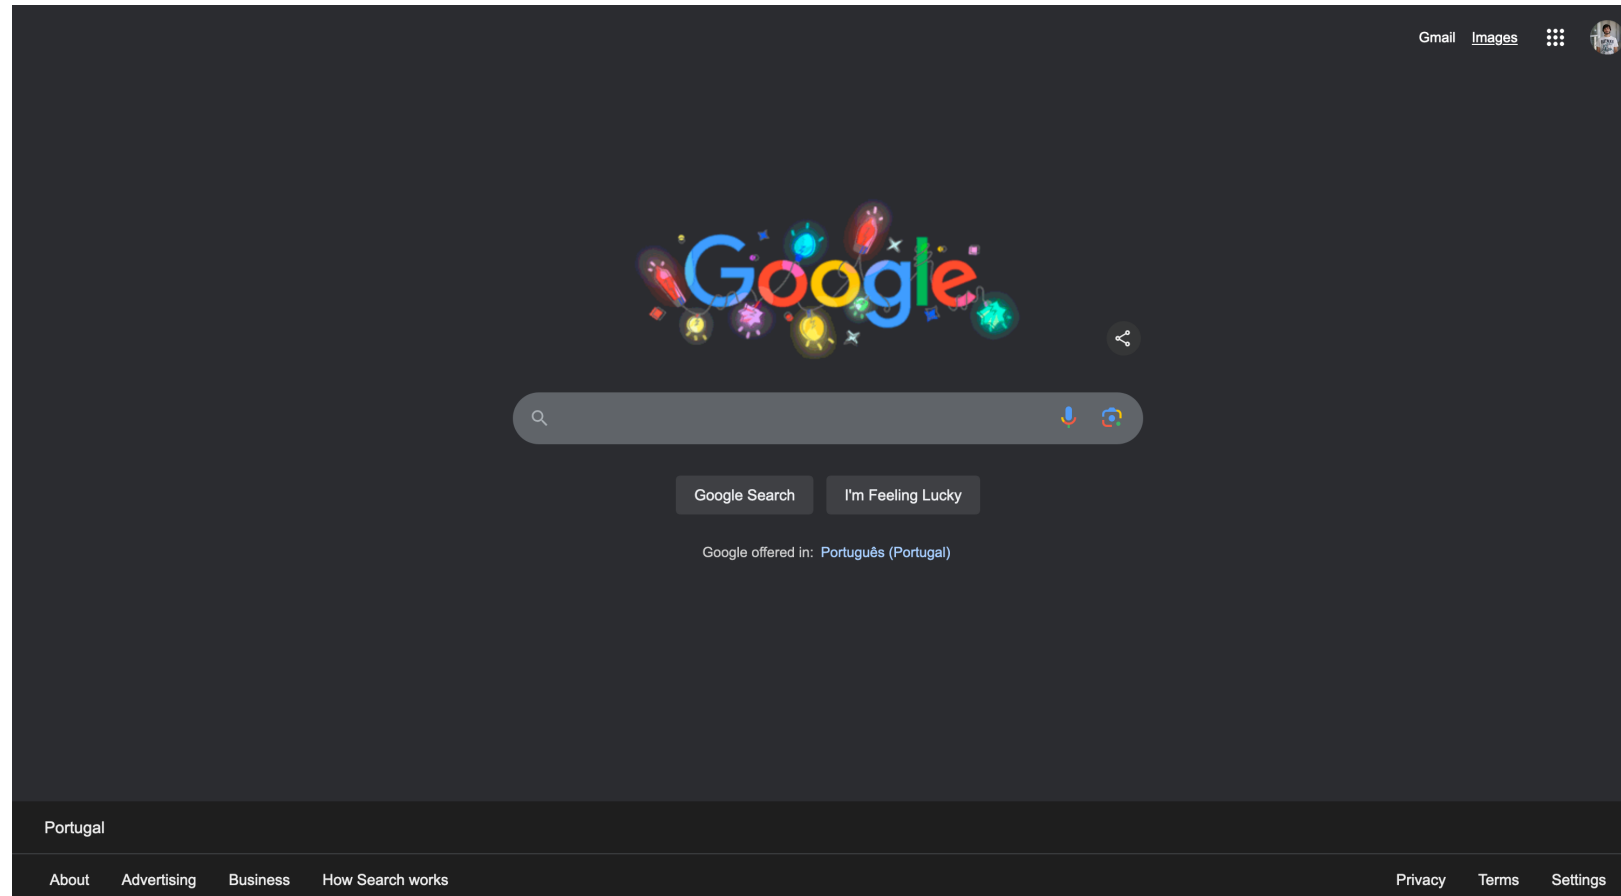 Gmail Images
Google
Google Search I'm Feeling Lucky
Google offered in: Português (Portugal)
Portugal
About Advertising Business How Search works Privacy Terms Settings